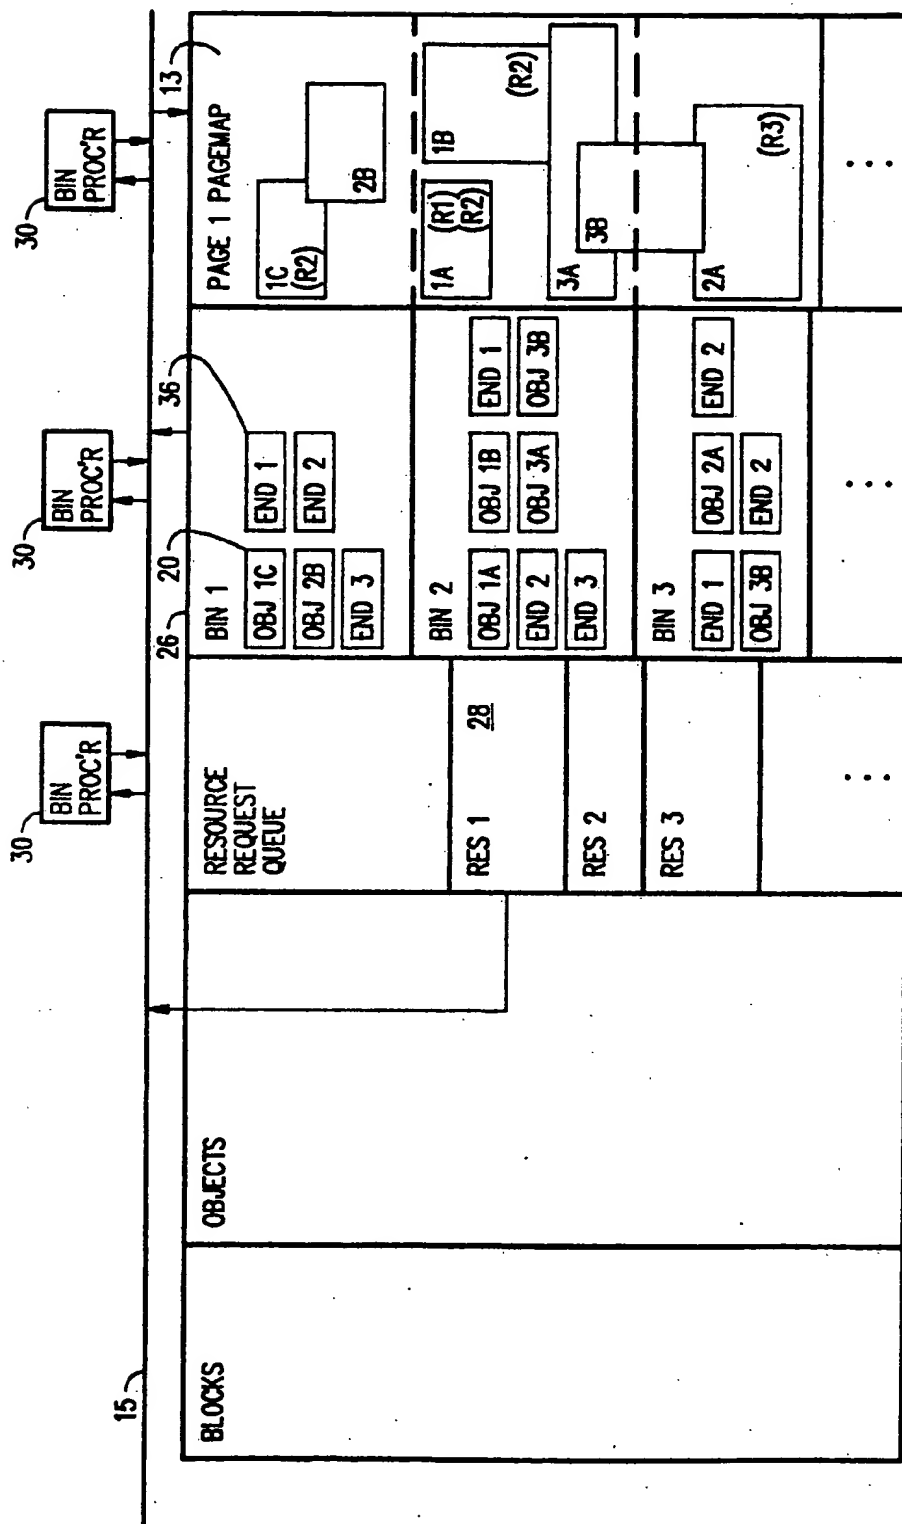 15
30
BIN
PROC'R
30
BIN
PROC'R
30
BIN
PROC'R
BLOCKS
OBJECTS
RESOURCE
REQUEST
QUEUE
RES 1
28
RES 2
RES 3
...
26
20
36
BIN 1
OBJ 1C
END 1
OBJ 2B
END 2
END 3
BIN 2
OBJ 1A
OBJ 1B
END 1
END 2
OBJ 3A
OBJ 3B
END 3
BIN 3
END 1
OBJ 2A
END 2
OBJ 3B
END 2
...
13
PAGE 1 PAGEMAP
1C
(R2)
2B
1A
(R1)
(R2)
1B
(R2)
3A
3B
2A
(R3)
...